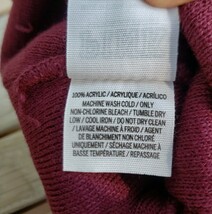 100% ACRYLIC / ACRYLIQUE / ACRÍLICO
MACHINE WASH COLD / ONLY
NON-CHLORINE BLEACH / TUMBLE DRY
LOW / COOL IRON / DO NOT DRY CLEAN
/ LAVAGE MACHINE À FROID / AGENT
DE BLANCHIMENT NON CHLORÉ
UNIQUEMENT / SÉCHAGE MACHINE À
BASSE TEMPÉRATURE / REPASSAGE